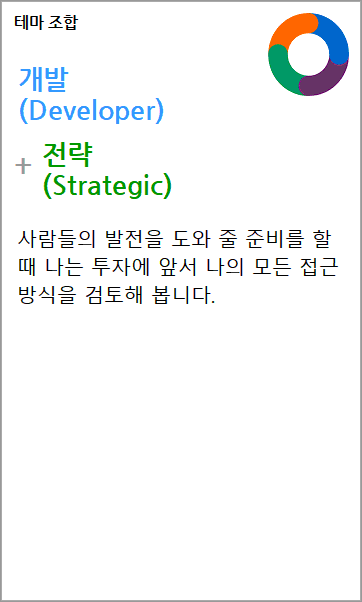 테마 조합
개발
(Developer)
+ 전략
(Strategic)
사람들의 발전을 도와 줄 준비를 할
때 나는 투자에 앞서 나의 모든 접근
방식을 검토해 봅니다.